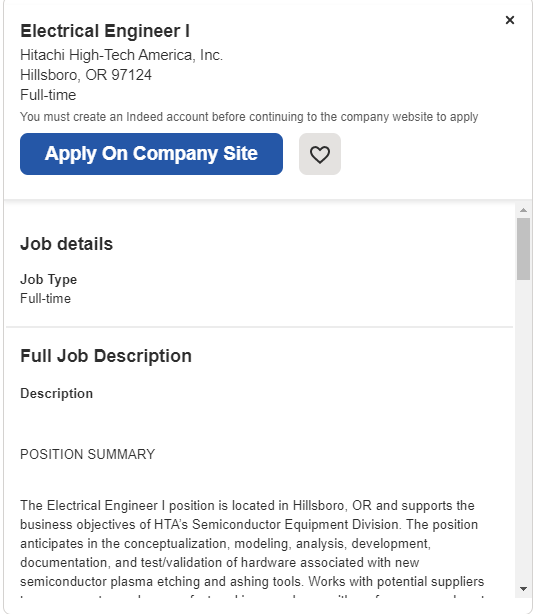 Electrical Engineer I
Hitachi High-Tech America, Inc.
Hillsboro, OR 97124
Full-time
You must create an Indeed account before continuing to the company website to apply
Apply On Company Site
Job details
Job Type
Full-time
Full Job Description
Description
POSITION SUMMARY
The Electrical Engineer I position is located in Hillsboro, OR and supports the
business objectives of HTA's Semiconductor Equipment Division. The position
anticipates in the conceptualization, modeling, analysis, development,
documentation, and test/validation of hardware associated with new
semiconductor plasma etching and ashing tools. Works with potential suppliers